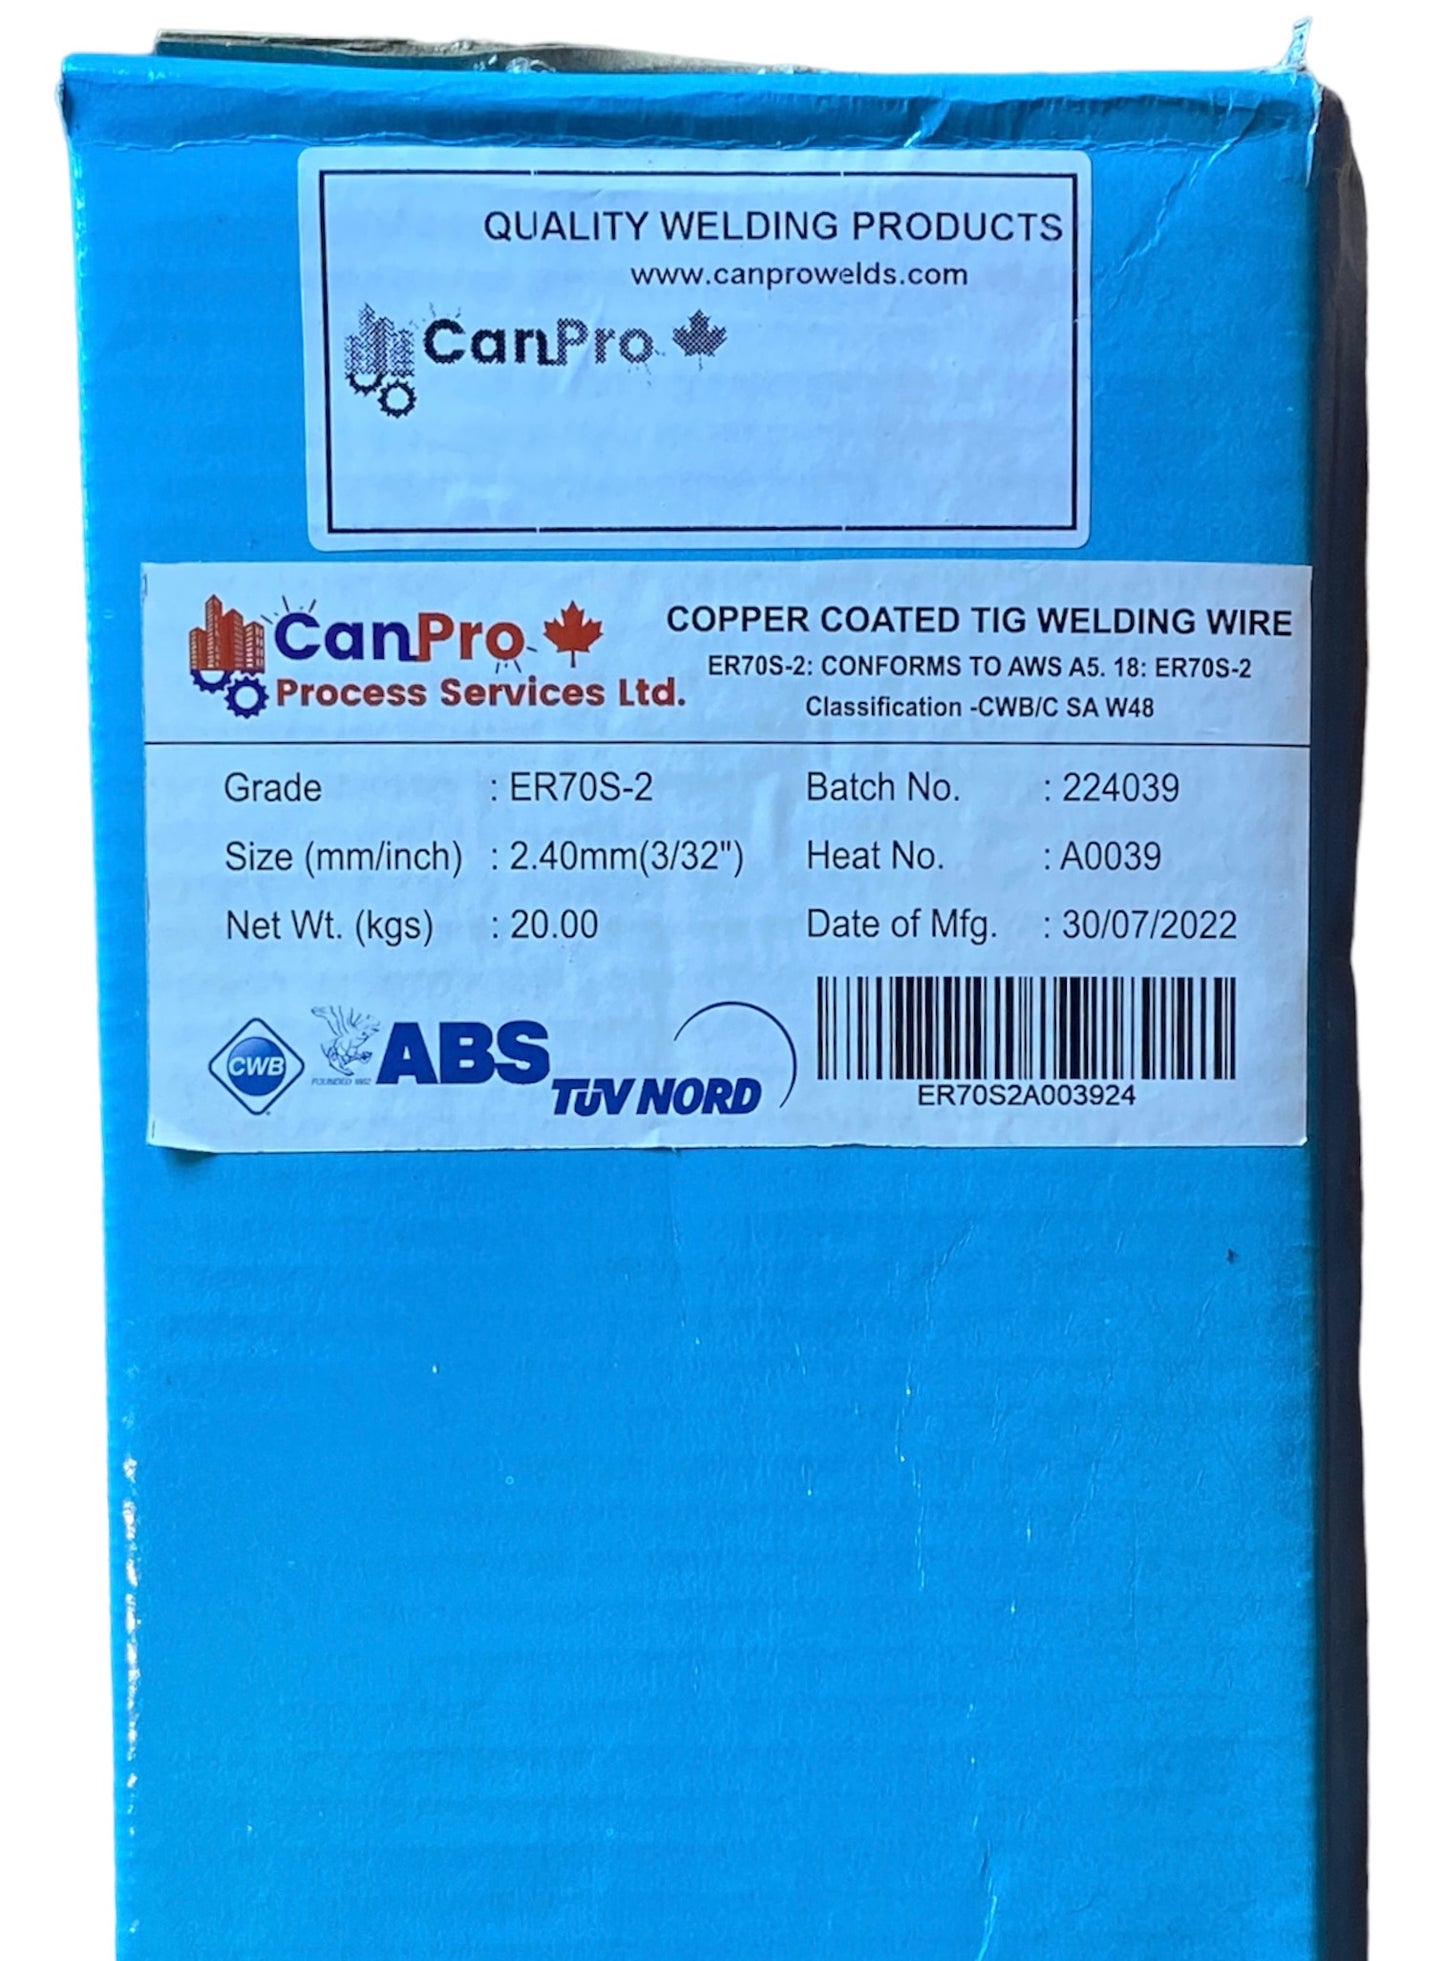 QUALITY WELDING PRODUCTS
www.canprowelds.com
CanPro
CanPro
Process Services Ltd.
COPPER COATED TIG WELDING WIRE
ER70S-2: CONFORMS TO AWS A5. 18: ER70S-2
Classification -CWB/C SA W48
Grade : ER70S-2 Batch No. : 224039
Size (mm/inch) : 2.40mm(3/32") Heat No. : A0039
Net Wt. (kgs) : 20.00 Date of Mfg. : 30/07/2022
CWB
FOUNDED 1862
ABS
TÜV NORD
ER70S2A003924